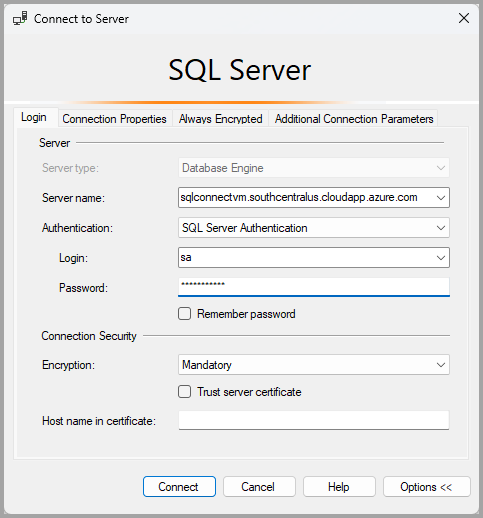 Connect to Server
SQL Server
Login Connection Properties Always Encrypted Additional Connection Parameters
Server
Server type: Database Engine
Server name: sqlconnectvm.southcentralus.cloudapp.azure.com
Authentication: SQL Server Authentication
Login: sa
Password: ***********
Remember password
Connection Security
Encryption: Mandatory
Trust server certificate
Host name in certificate:
Connect Cancel Help Options <<